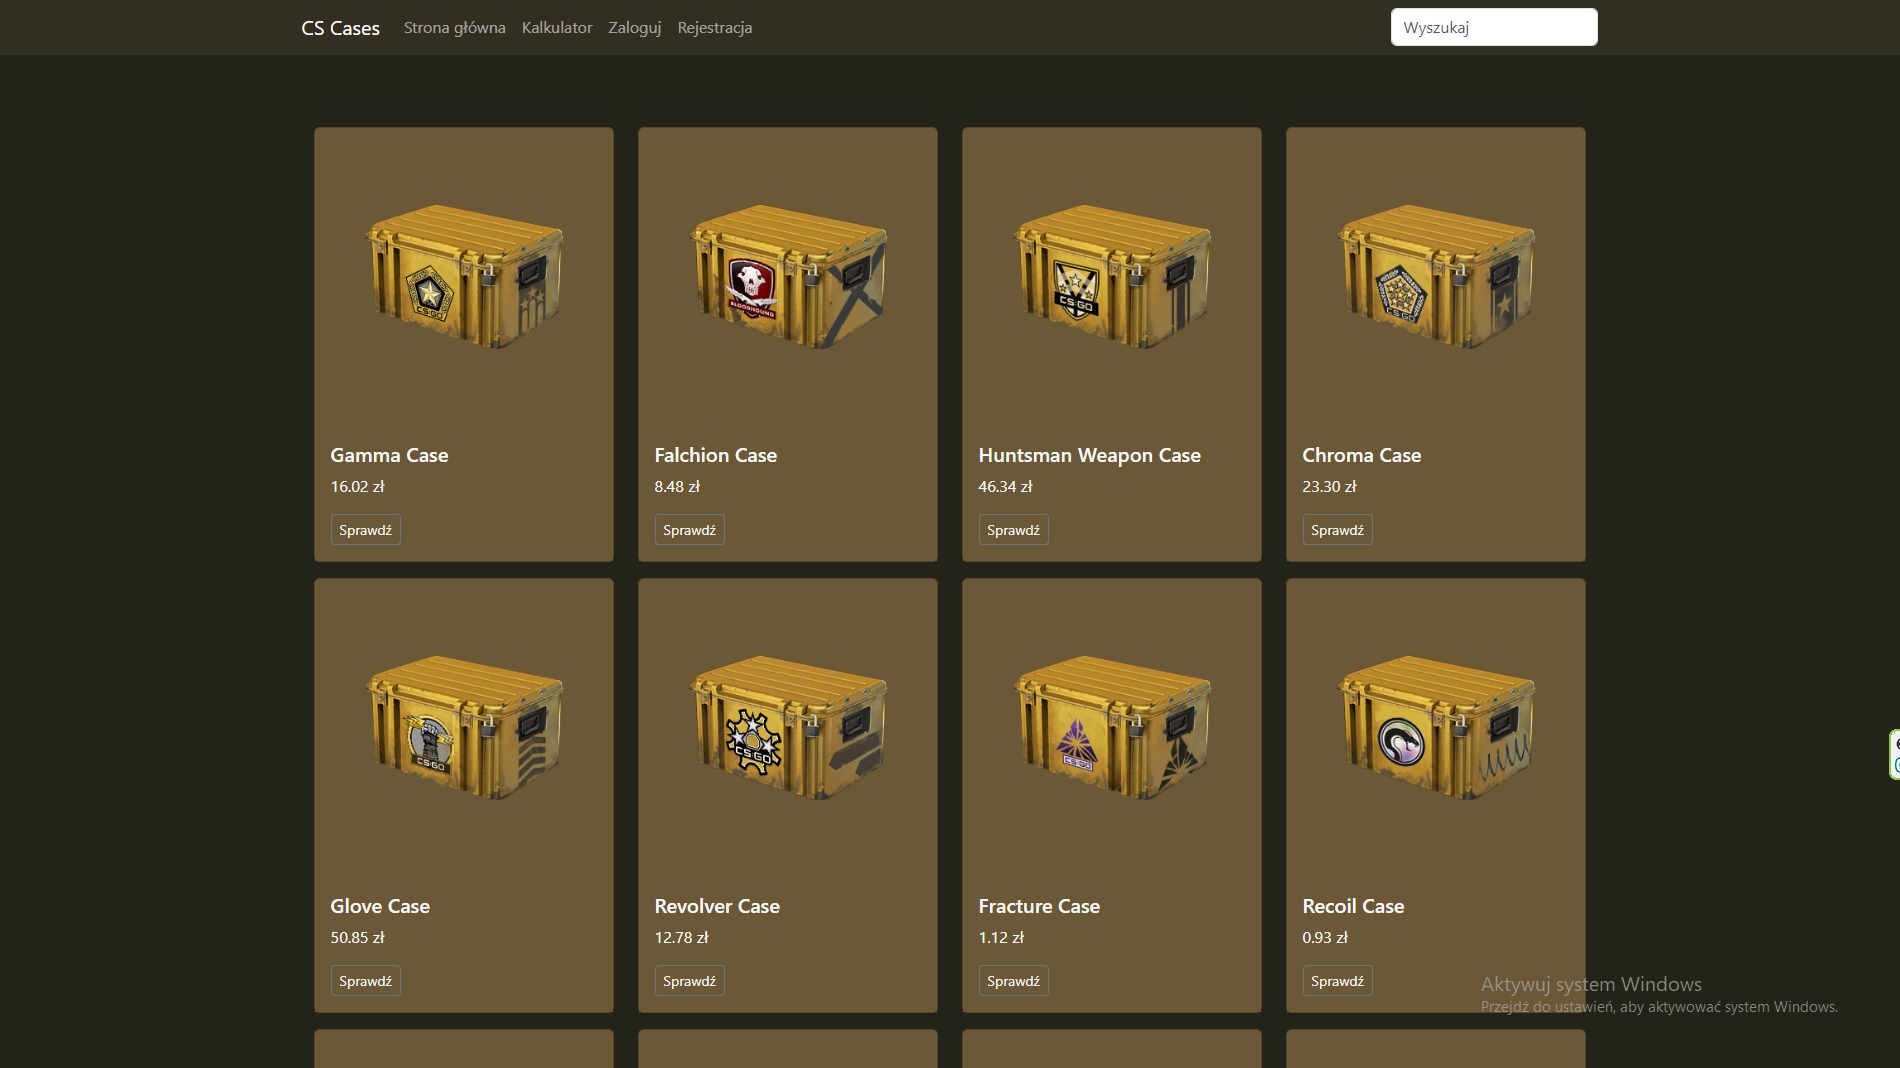 CS Cases Strona główna Kalkulator Zaloguj Rejestracja Wyszukaj
CS:GO
BLOODHOUND
CS:GO
CS:GO
Gamma Case
16.02 zł
Sprawdź
Falchion Case
8.48 zł
Sprawdź
Huntsman Weapon Case
46.34 zł
Sprawdź
Chroma Case
23.30 zł
Sprawdź
CS:GO
CS:GO
CS:GO
Glove Case
50.85 zł
Sprawdź
Revolver Case
12.78 zł
Sprawdź
Fracture Case
1.12 zł
Sprawdź
Recoil Case
0.93 zł
Sprawdź
Aktywuj system Windows
Przejdź do ustawień, aby aktywować system Windows.